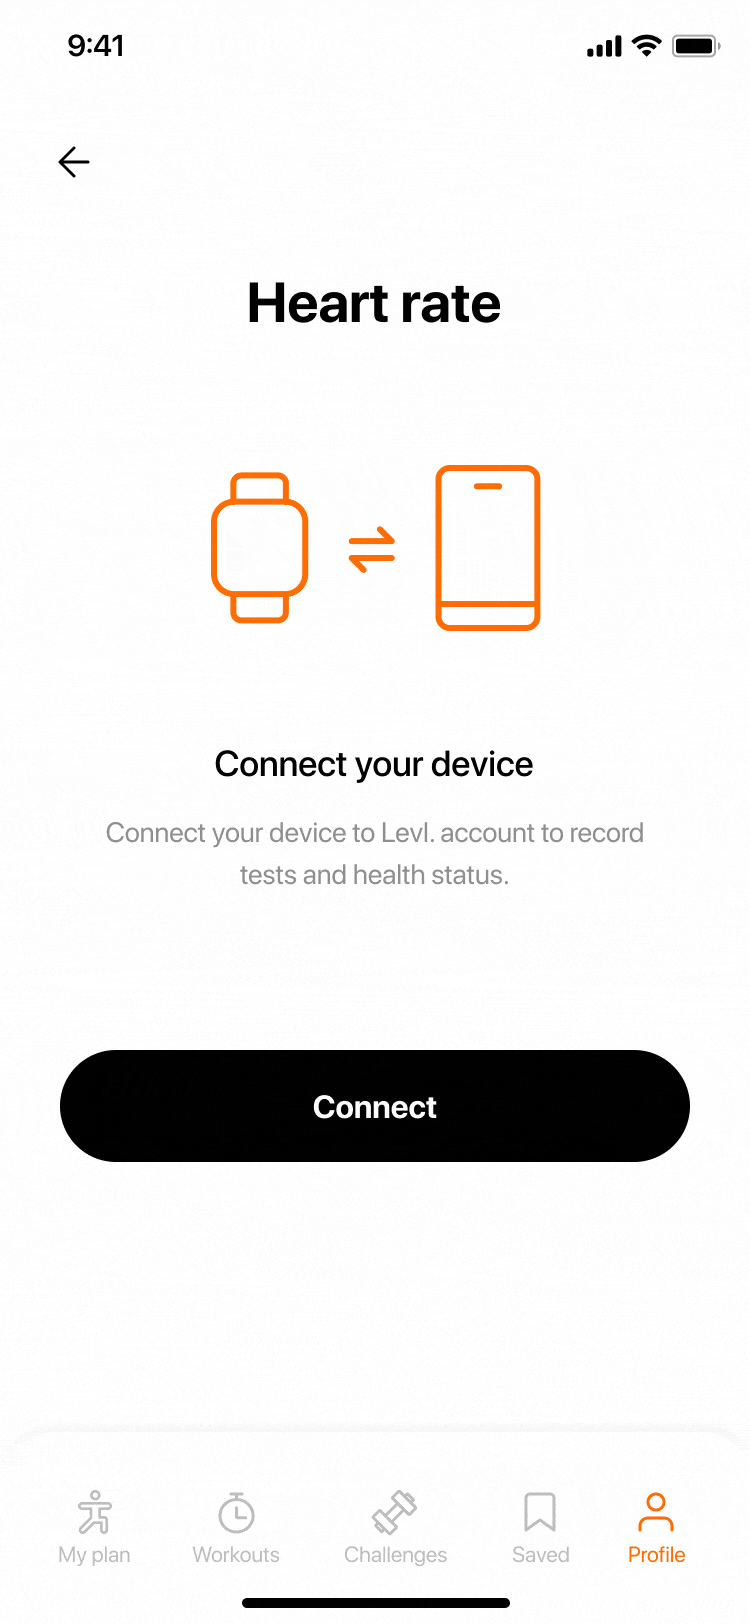 9:41
Heart rate
Connect your device
Connect your device to Levl. account to record
tests and health status.
Connect
My plan
Workouts
Challenges
Saved
Profile